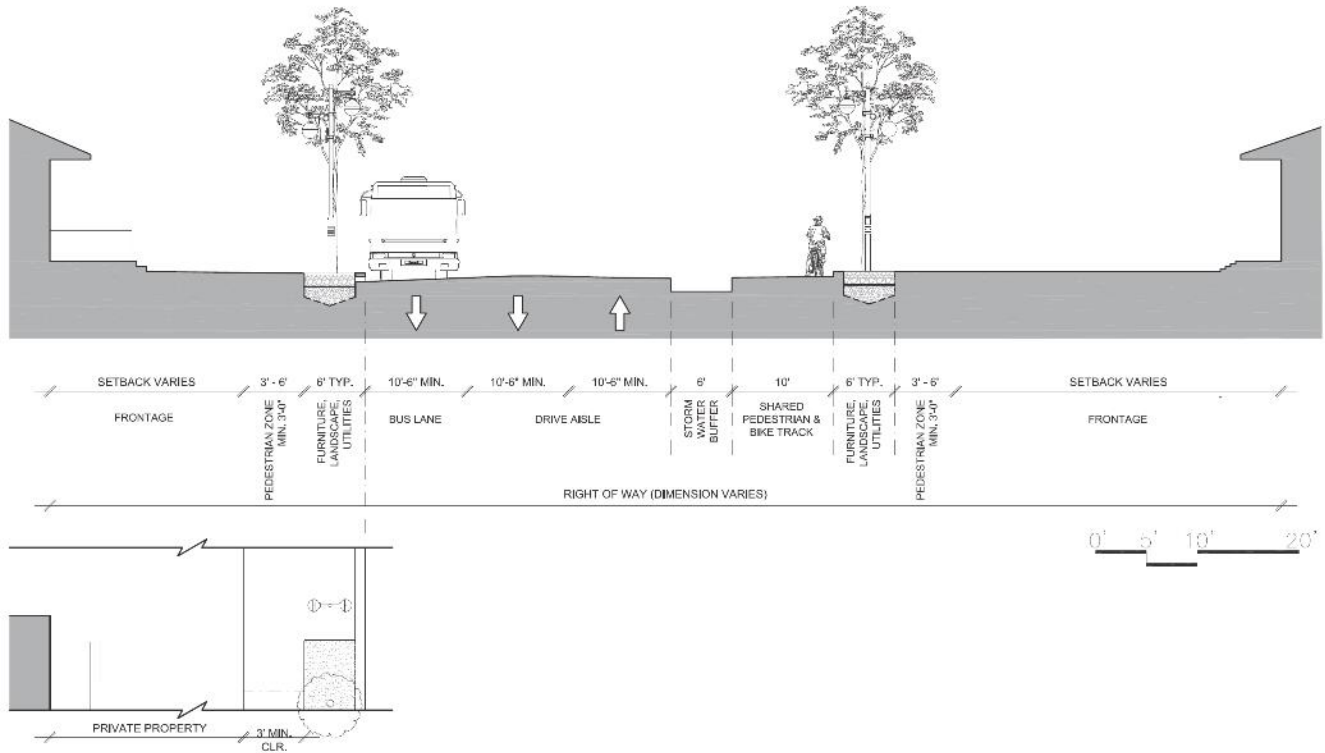 SETBACK VARIES
3' - 6'
6' TYP.
10'-6" MIN.
10'-6" MIN.
10'-6" MIN.
6'
10'
6' TYP.
3' - 6'
SETBACK VARIES
FRONTAGE
PEDESTRIAN ZONE
MIN. 3'-0"
FURNITURE,
LANDSCAPE,
UTILITIES
BUS LANE
DRIVE AISLE
STORM
WATER
BUFFER
SHARED
PEDESTRIAN &
BIKE TRACK
FURNITURE,
LANDSCAPE,
UTILITIES
PEDESTRIAN ZONE
MIN. 3'-0"
FRONTAGE
RIGHT OF WAY (DIMENSION VARIES)
0' 5' 10' 20'
PRIVATE PROPERTY
3' MIN.
CLR.